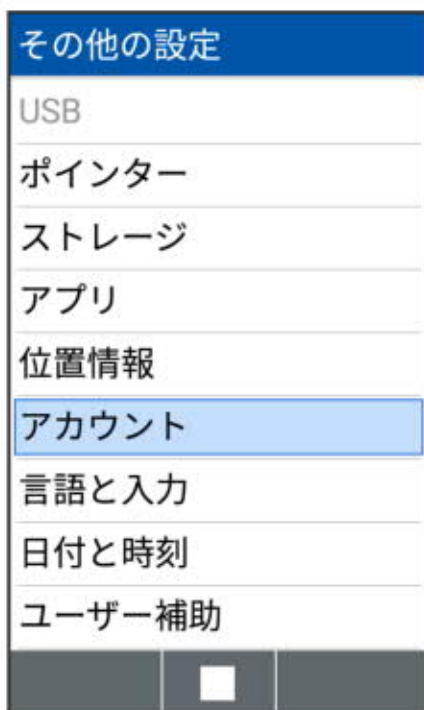 その他の設定
USB
ポインター
ストレージ
アプリ
位置情報
アカウント
言語と入力
日付と時刻
ユーザー補助